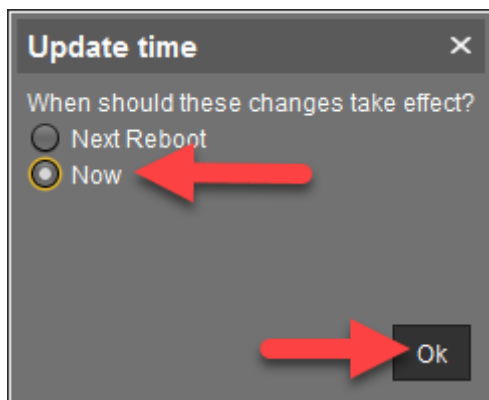 Update time
When should these changes take effect?
Next Reboot
Now
Ok